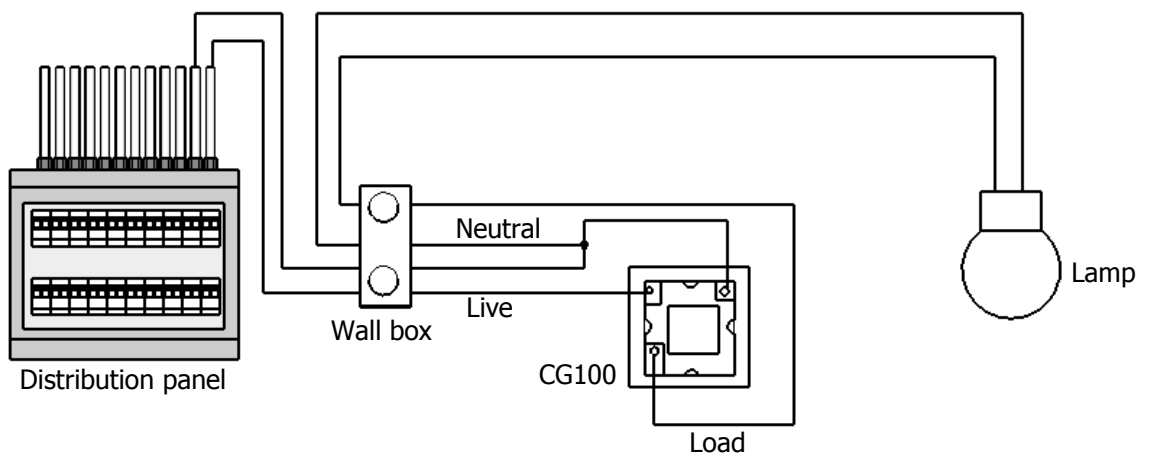 Neutral
Lamp
Live
Wall box
CG100
Distribution panel
Load